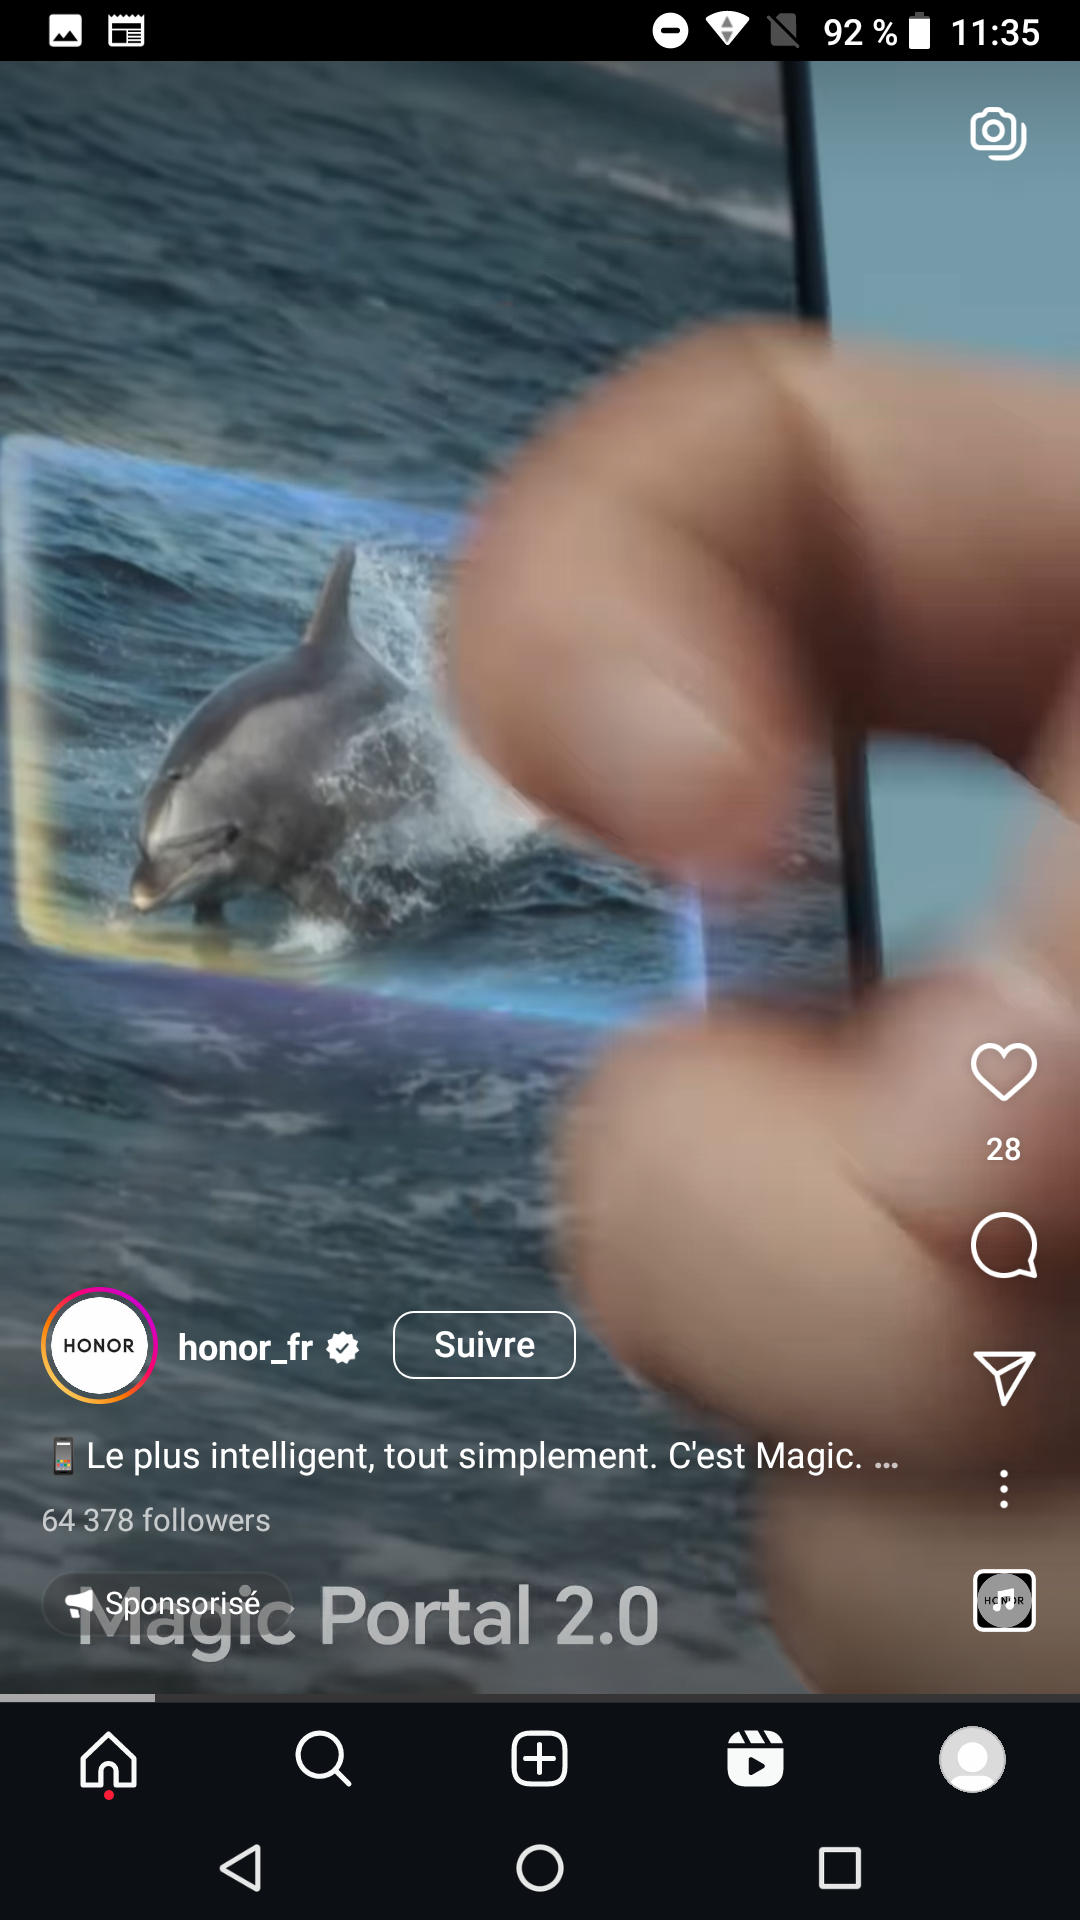 92 % 11:35
28
HONOR
honor_fr
Suivre
Le plus intelligent, tout simplement. C'est Magic. ...
64 378 followers
Sponsorisé
Magic Portal 2.0
HONOR